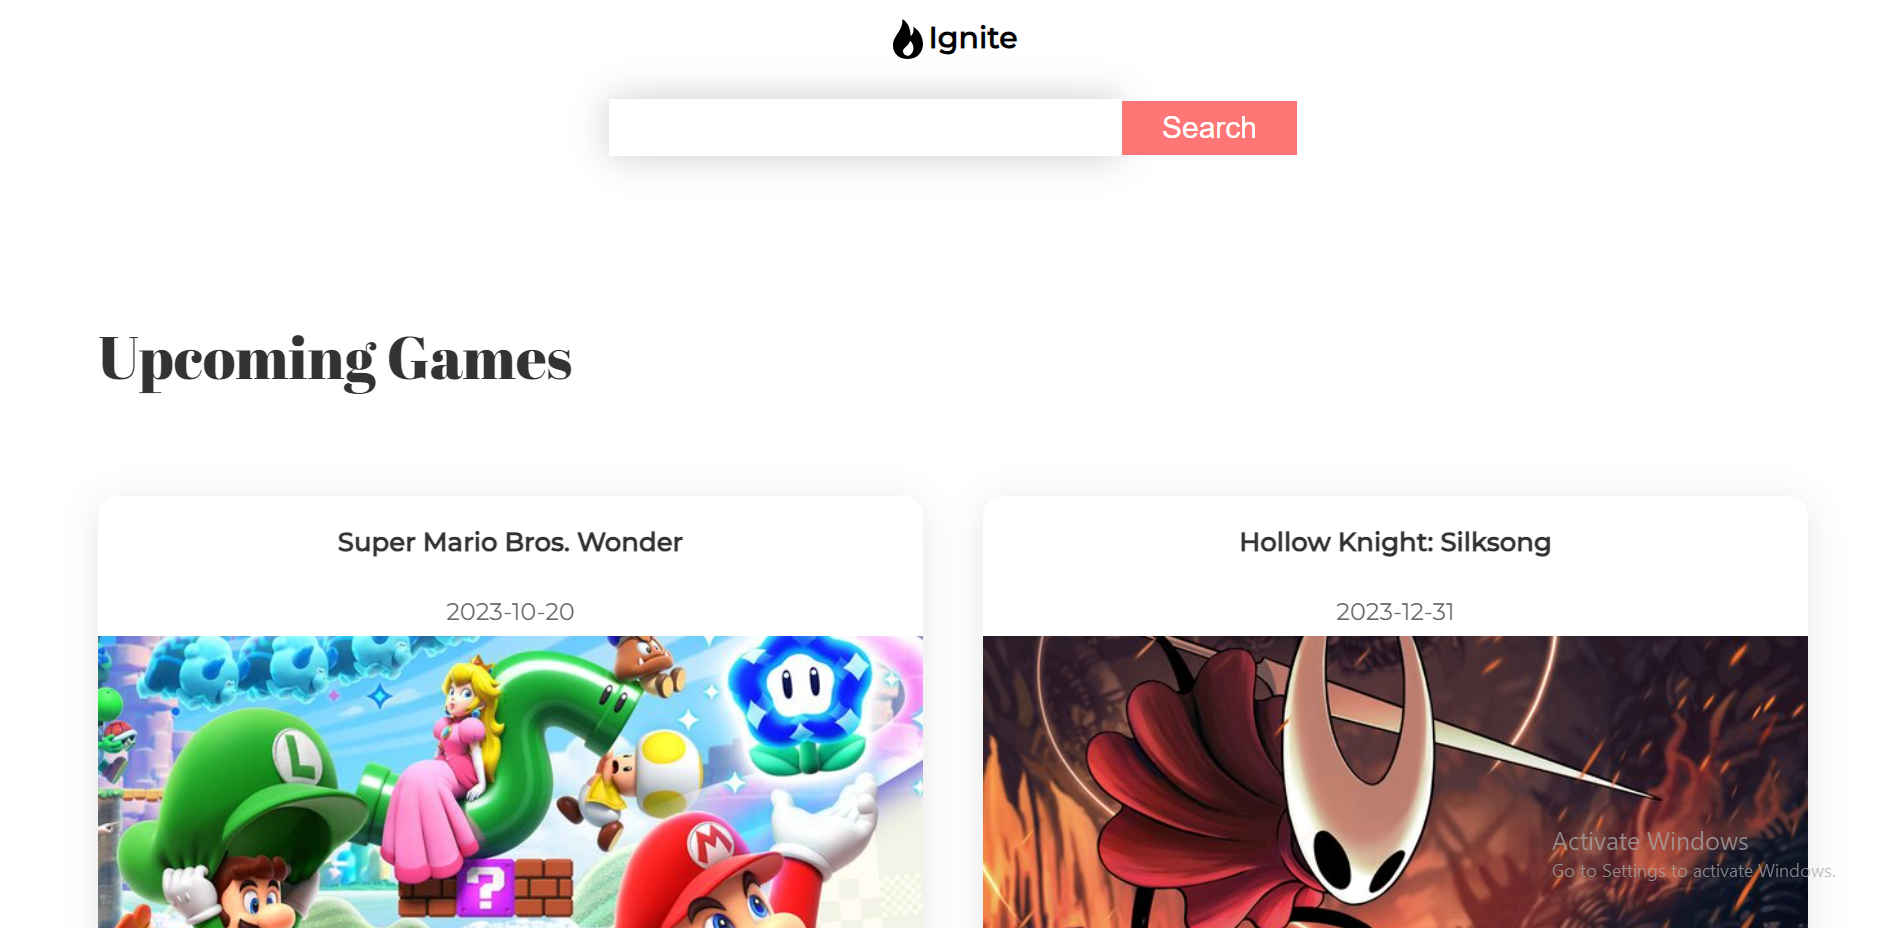 Ignite
Search
Upcoming Games
Super Mario Bros. Wonder
2023-10-20
Hollow Knight: Silksong
2023-12-31
L
M
?
Activate Windows
Go to Settings to activate Windows.